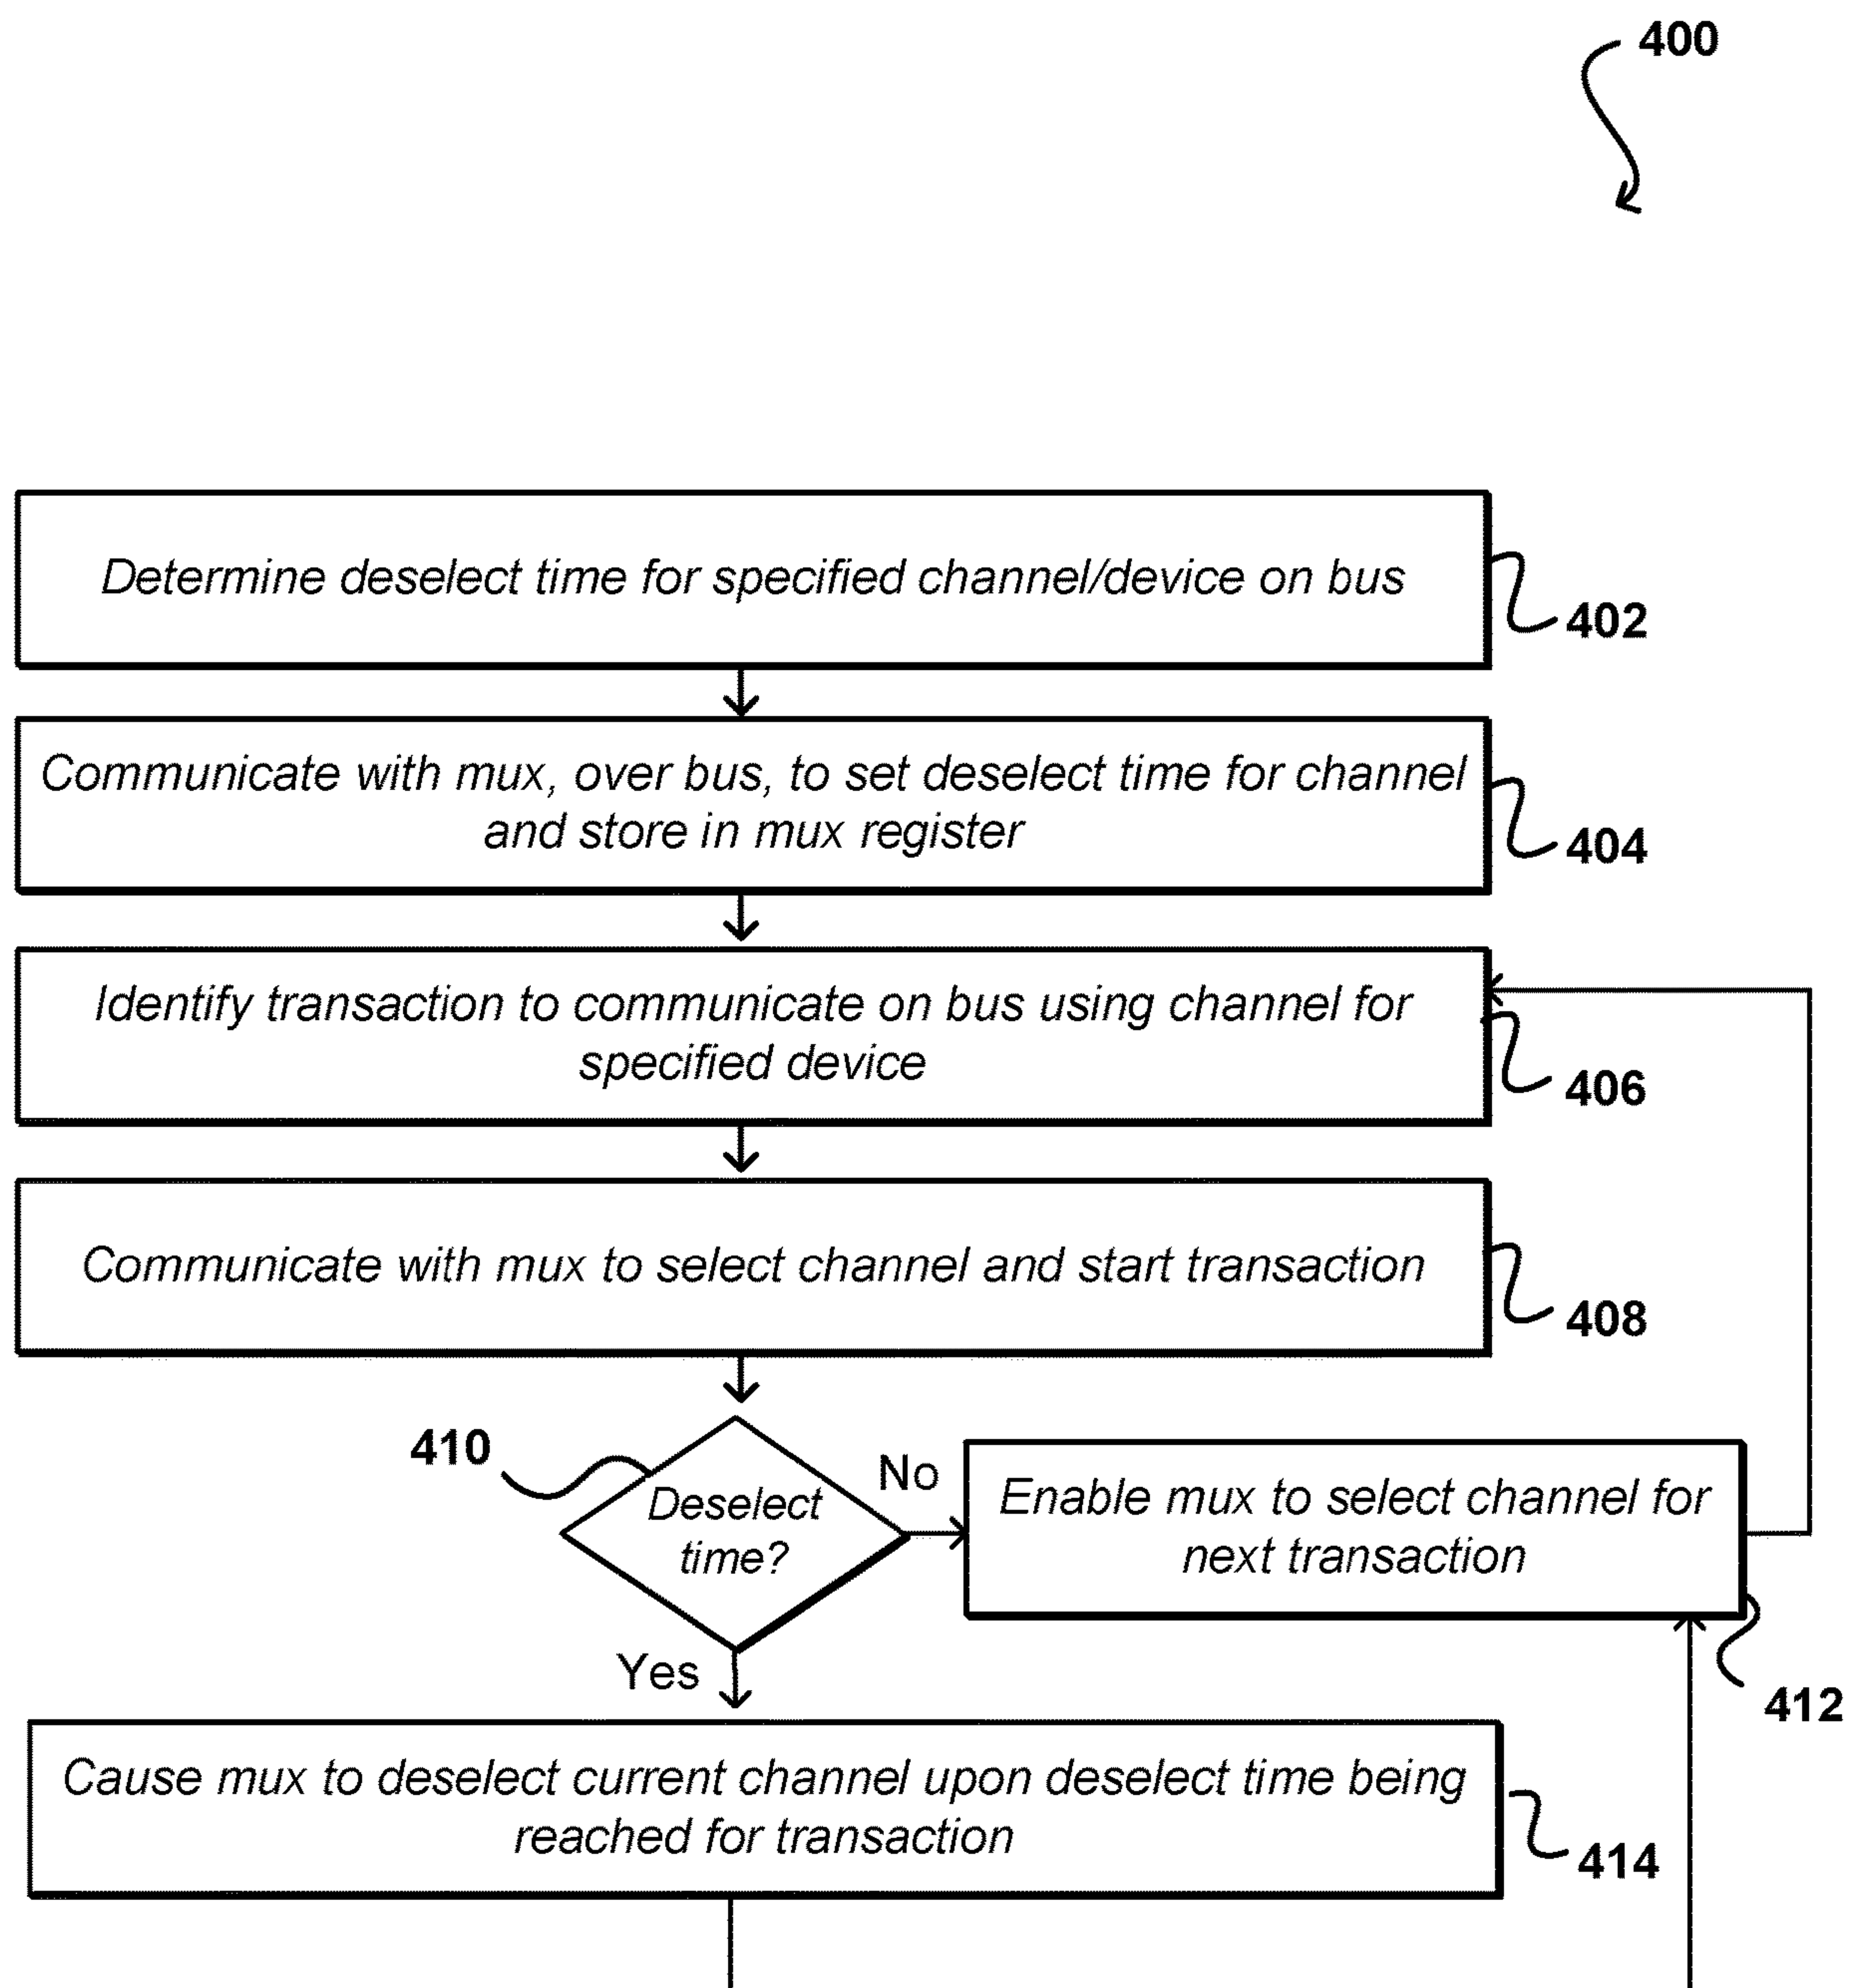 400
Determine deselect time for specified channel/device on bus
402
Communicate with mux, over bus, to set deselect time for channel
and store in mux register
404
Identify transaction to communicate on bus using channel for
specified device
406
Communicate with mux to select channel and start transaction
408
410
Deselect
time?
No
Enable mux to select channel for
next transaction
412
Yes
Cause mux to deselect current channel upon deselect time being
reached for transaction
414